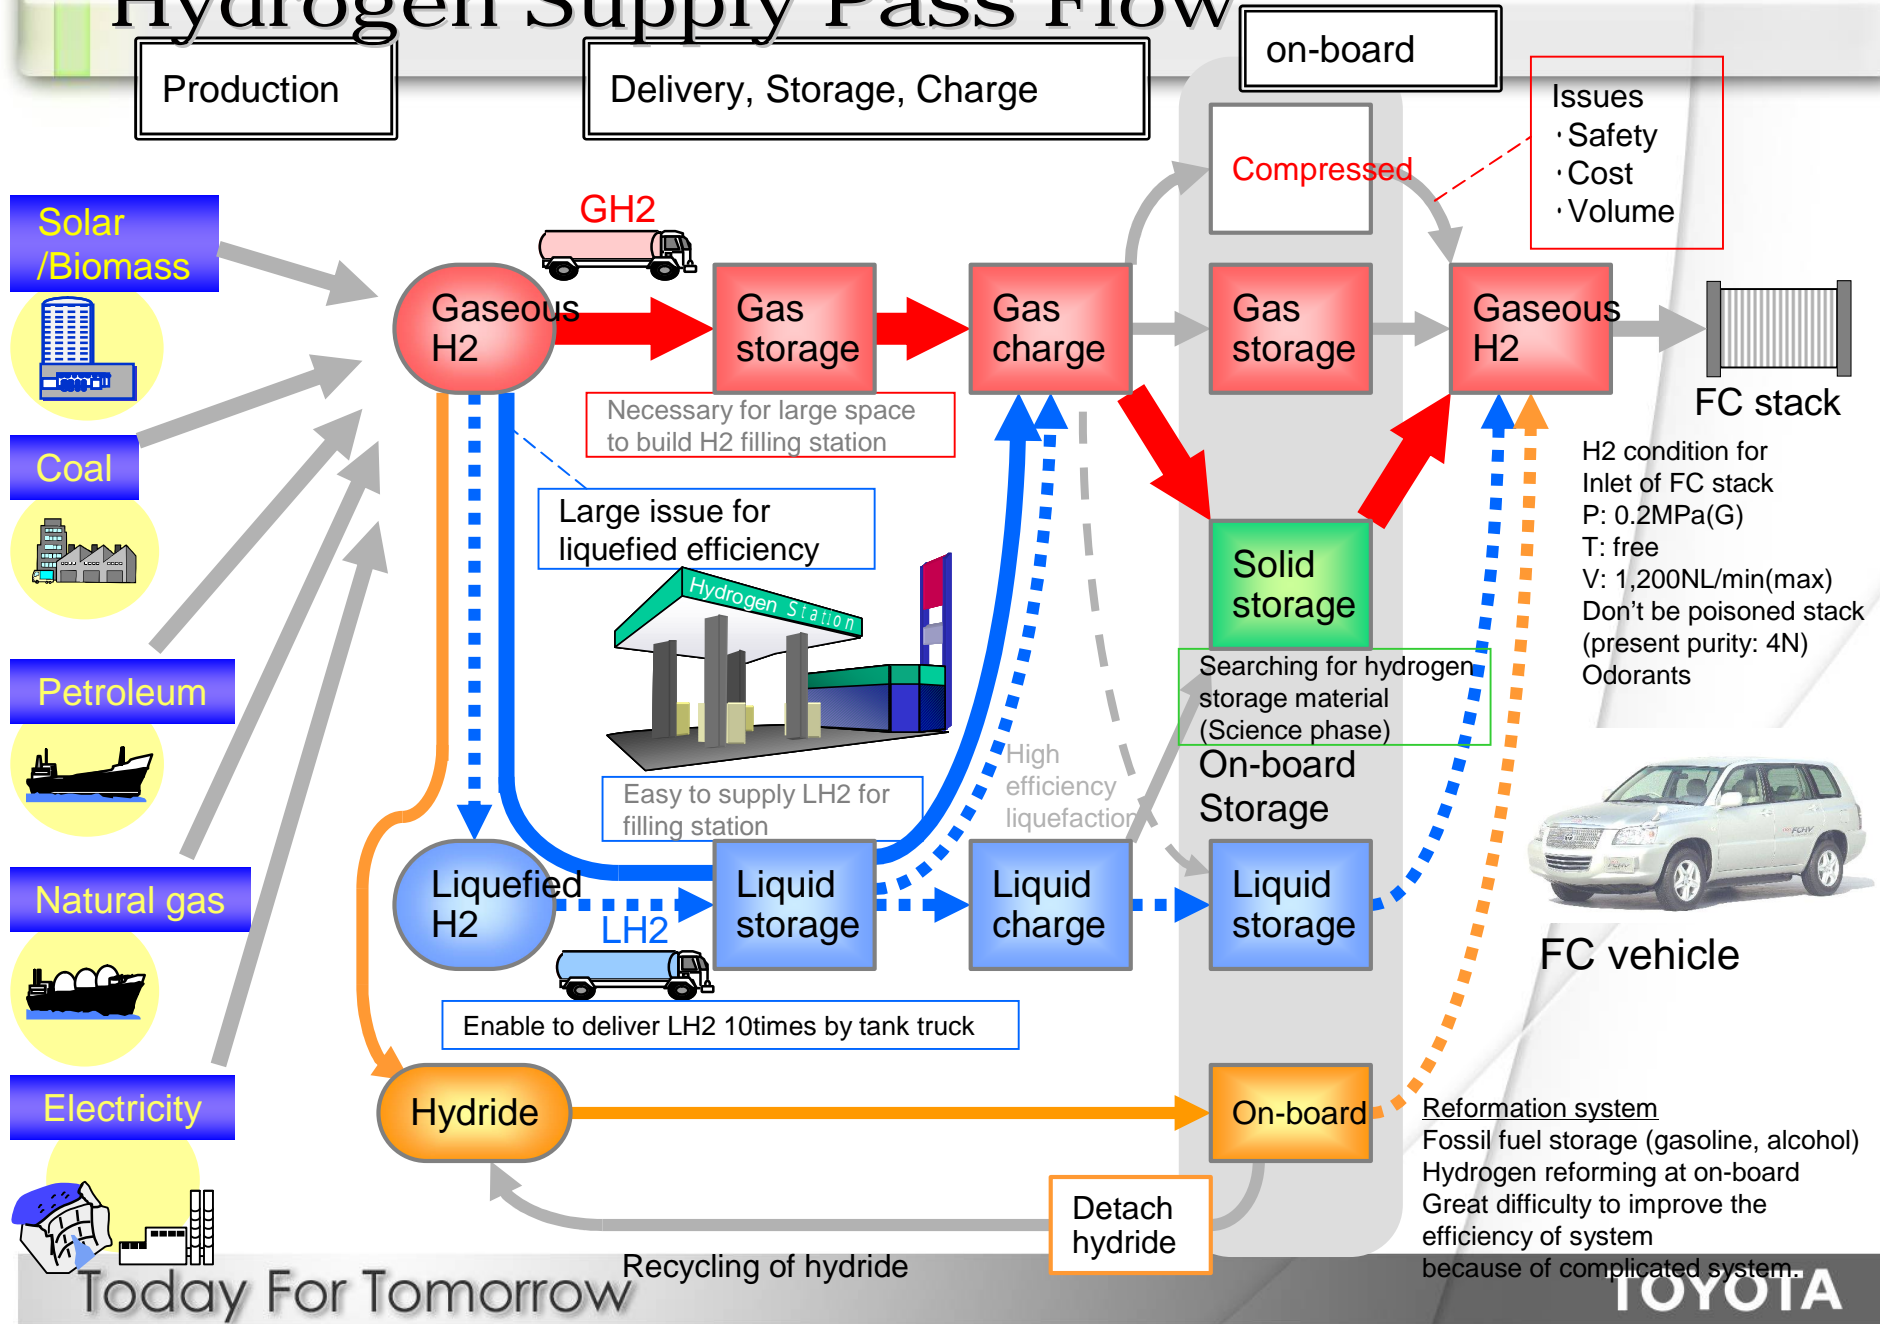 Hydrogen Supply Pass Flow
Production
Delivery, Storage, Charge
on-board
Issues
・Safety
・Cost
・Volume
Compressed
Solar
/Biomass
GH2
Gaseous
H2
Gas
storage
Gas
charge
Gas
storage
Gaseous
H2
FC stack
Necessary for large space
to build H2 filling station
Coal
H2 condition for
Inlet of FC stack
P: 0.2MPa(G)
T: free
V: 1,200NL/min(max)
Don't be poisoned stack
(present purity: 4N)
Odorants
Large issue for
liquefied efficiency
Hydrogen Station
Solid
storage
Searching for hydrogen
storage material
(Science phase)
On-board
Storage
Petroleum
High
efficiency
liquefaction
Easy to supply LH2 for
filling station
Natural gas
Liquefied
H2
LH2
Liquid
storage
Liquid
charge
Liquid
storage
FCHV
FCHV
FC vehicle
Enable to deliver LH2 10times by tank truck
Electricity
Hydride
On-board
Reformation system
Fossil fuel storage (gasoline, alcohol)
Hydrogen reforming at on-board
Great difficulty to improve the
efficiency of system
because of complicated system.
Detach
hydride
Recycling of hydride
Today For Tomorrow
TOYOTA